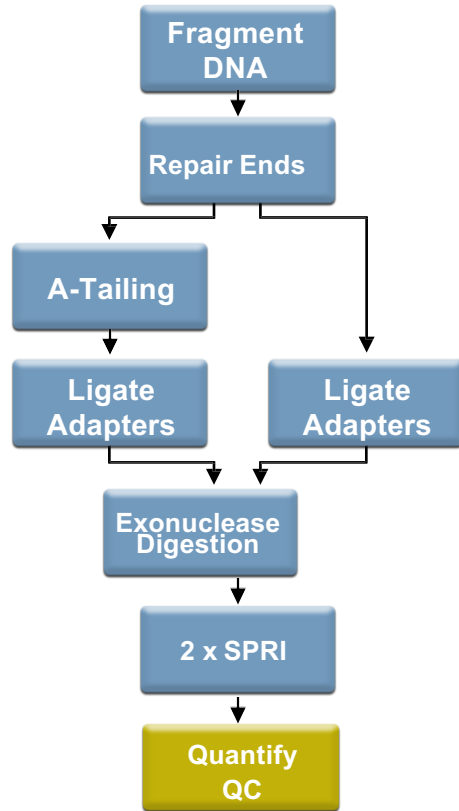 Fragment
DNA
Repair Ends
A-Tailing
Ligate
Adapters
Ligate
Adapters
Exonuclease
Digestion
2 x SPRI
Quantify
QC